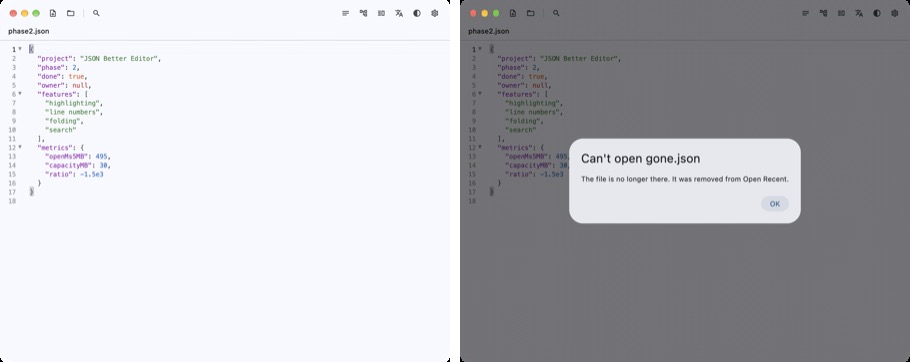 phase2.json
1 {
2 "project": "JSON Better Editor",
3 "phase": 2,
4 "done": true,
5 "owner": null,
6 "features": [
7 "highlighting",
8 "line numbers",
9 "folding",
10 "search"
11 ],
12 "metrics": {
13 "openMs5MB": 495,
14 "capacityMB": 30,
15 "ratio": -1.5e3
16 }
17 }
18
phase2.json
1 {
2 "project": "JSON Better Editor",
3 "phase": 2,
4 "done": true,
5 "owner": null,
6 "features": [
7 "highlighting",
8 "line numbers",
9 "folding",
10 "search"
11 ],
12 "metrics": {
13 "openMs5MB": 495,
14 "capacityMB": 30,
15 "ratio": -1.5e3
16 }
17 }
18
Can't open gone.json
The file is no longer there. It was removed from Open Recent.
OK